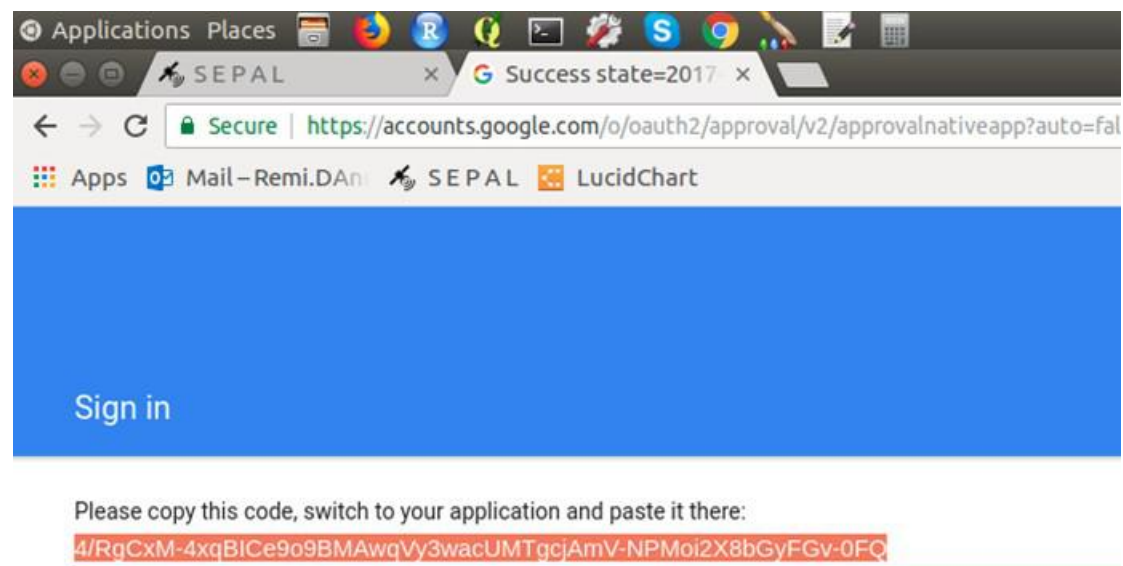 Applications Places
SEPAL
Success state=2017
Secure https://accounts.google.com/o/oauth2/approval/v2/approvalnativeapp?auto=fal
Apps Mail – Remi.DAn SEPAL LucidChart
Sign in
Please copy this code, switch to your application and paste it there:
4/RgCxM-4xqBICe9o9BMAwqVy3wacUMTgcjAmV-NPMoi2X8bGyFGv-0FQ